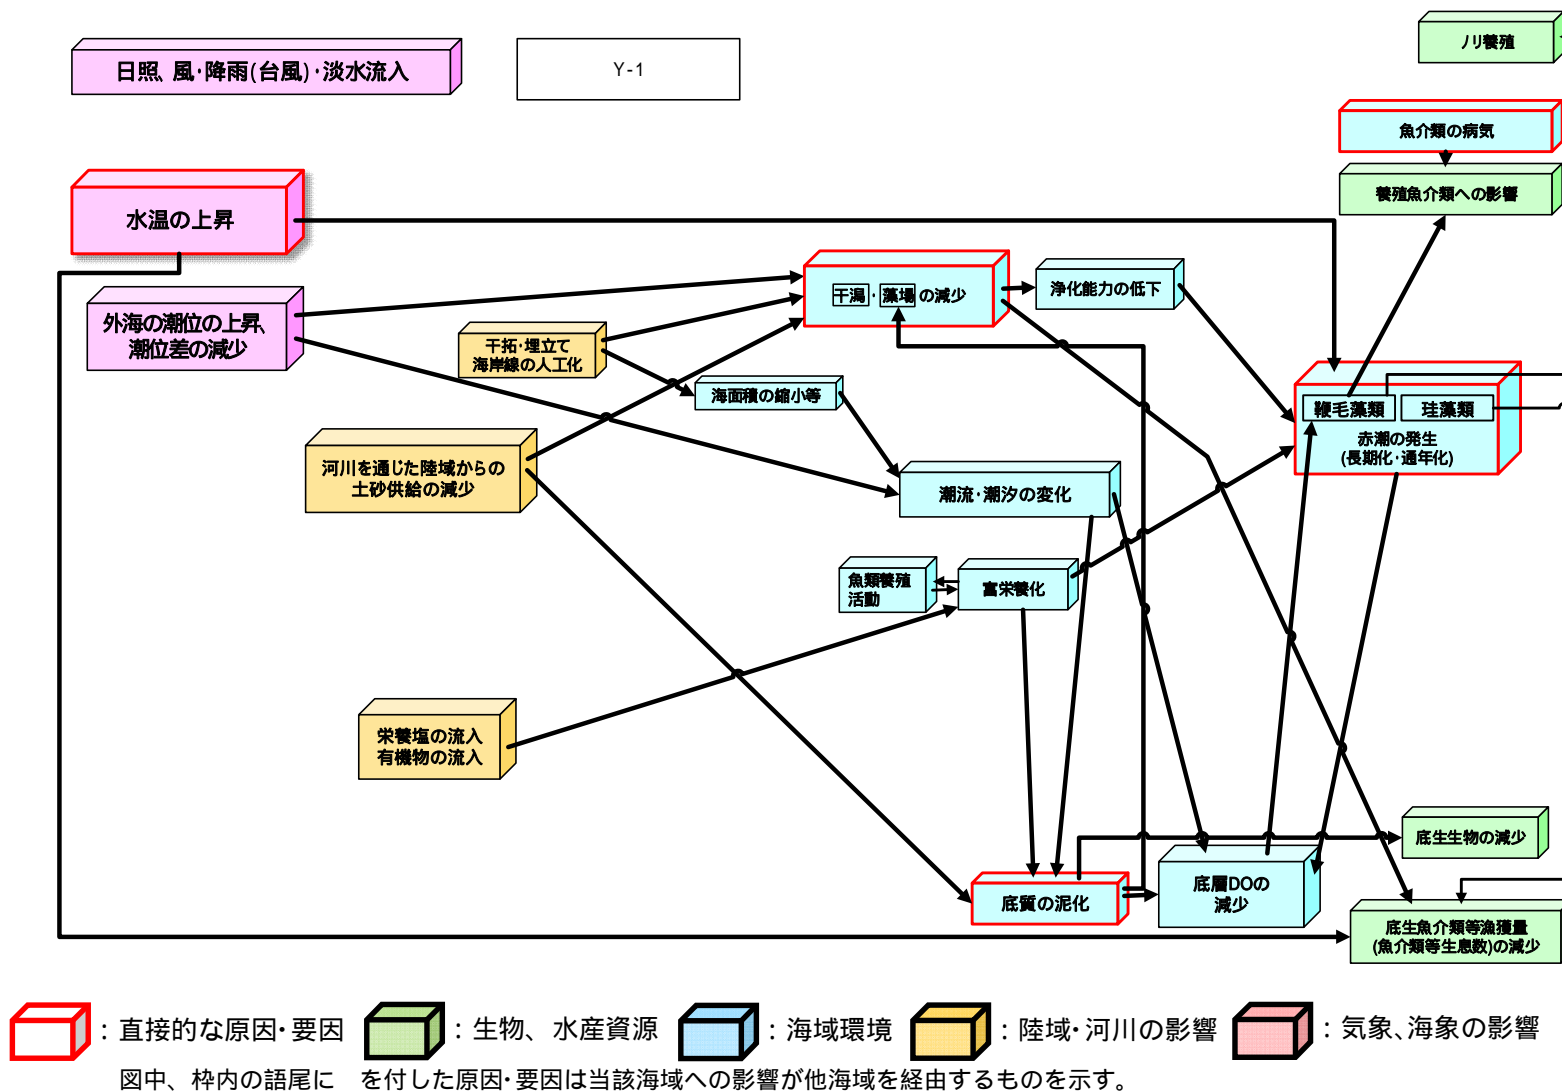 ノリ養殖
日照、風・降雨(台風)・淡水流入
Y-1
魚介類の病気
養殖魚介類への影響
水温の上昇
外海の潮位の上昇、
潮位差の減少
干潟・藻場の減少
浄化能力の低下
干拓・埋立て
海岸線の人工化
海面積の縮小等
鞭毛藻類
珪藻類
赤潮の発生
(長期化・通年化)
河川を通じた陸域からの
土砂供給の減少
潮流・潮汐の変化
魚類養殖
活動
富栄養化
栄養塩の流入
有機物の流入
底生生物の減少
底質の泥化
底層DOの
減少
底生魚介類等漁獲量
(魚介類等生息数)の減少
：直接的な原因・要因
：生物、水産資源
：海域環境
：陸域・河川の影響
：気象、海象の影響
図中、枠内の語尾に　を付した原因・要因は当該海域への影響が他海域を経由するものを示す。